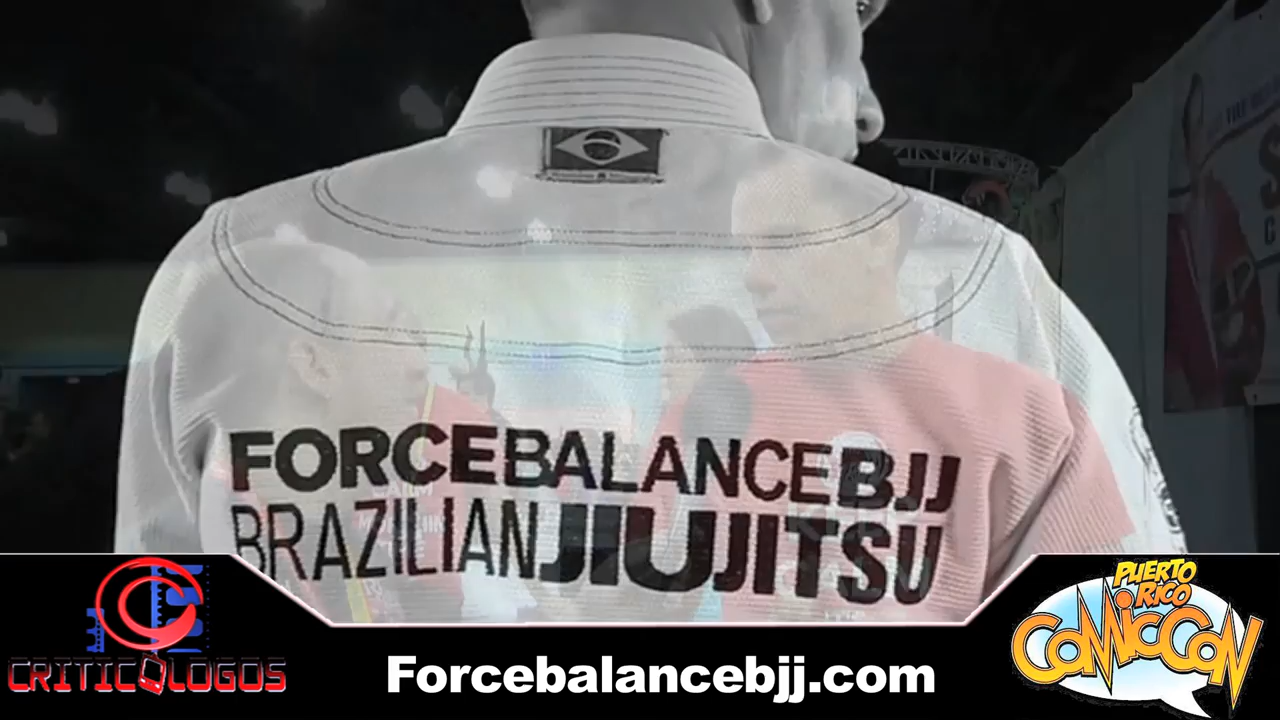 FORCEBALANCEBJJ
BRAZILIANJIUJITSU
CRITICOLOGOS
Forcebalancebjj.com
PUERTO
RICO
COMICCON